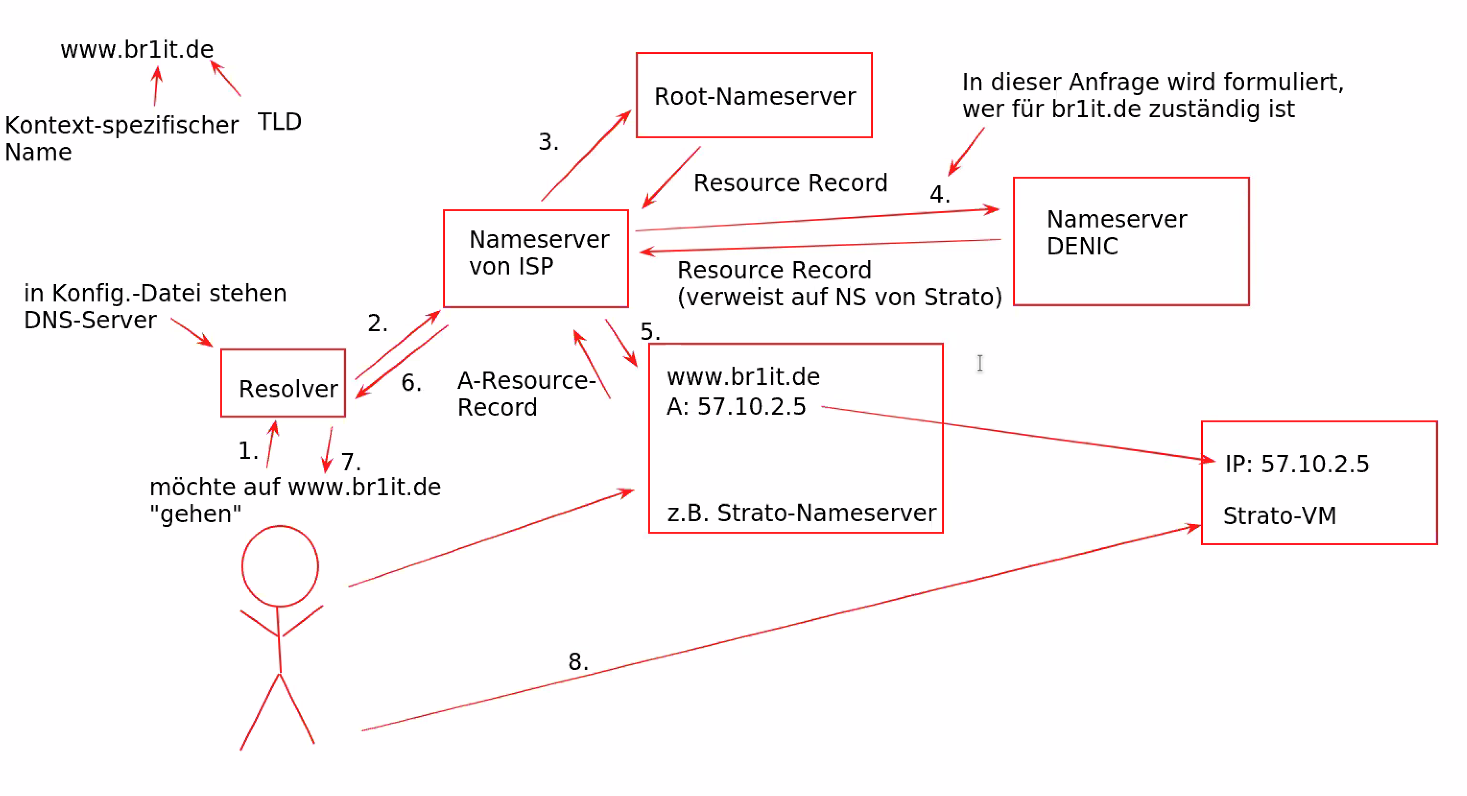 www.br1it.de
Kontext-spezifischer
Name
TLD
Root-Nameserver
3.
In dieser Anfrage wird formuliert,
wer für br1it.de zuständig ist
Resource Record
4.
Nameserver
von ISP
Nameserver
DENIC
Resource Record
(verweist auf NS von Strato)
in Konfig.-Datei stehen
DNS-Server
2.
5.
Resolver
6.
A-Resource-
Record
www.br1it.de
A: 57.10.2.5
z.B. Strato-Nameserver
1.
7.
möchte auf www.br1it.de
"gehen"
IP: 57.10.2.5
Strato-VM
8.